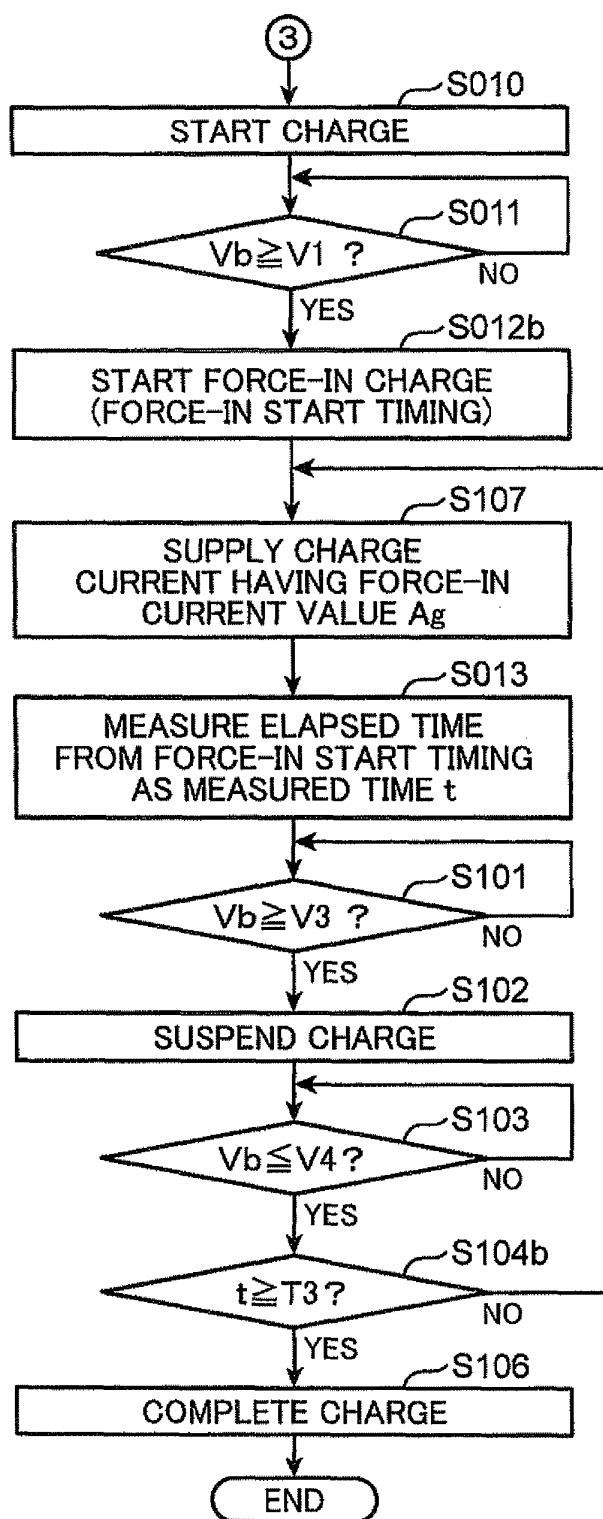 3
S010
START CHARGE
S011
Vb≧V1 ?
NO
YES
S012b
START FORCE-IN CHARGE
(FORCE-IN START TIMING)
S107
SUPPLY CHARGE
CURRENT HAVING FORCE-IN
CURRENT VALUE Ag
S013
MEASURE ELAPSED TIME
FROM FORCE-IN START TIMING
AS MEASURED TIME t
S101
Vb≧V3 ?
NO
YES
S102
SUSPEND CHARGE
S103
Vb≦V4?
NO
YES
S104b
t≧T3?
NO
YES
S106
COMPLETE CHARGE
END